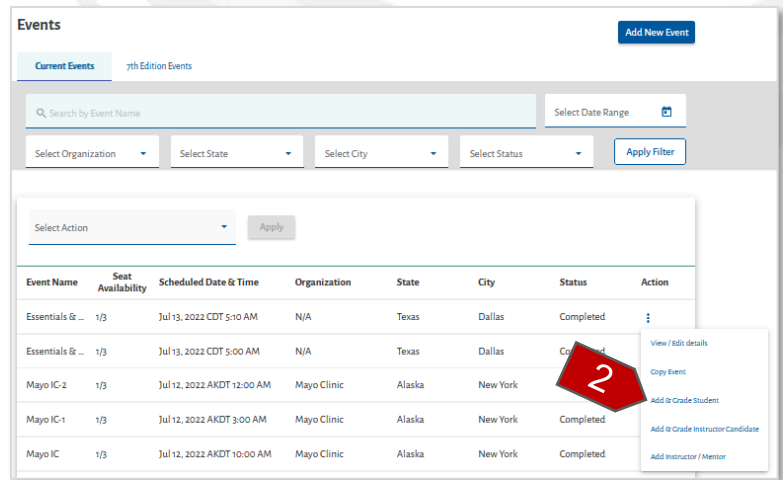 Events
Add New Event
Current Events 7th Edition Events
Search by Event Name Select Date Range
Select Organization Select State Select City Select Status Apply Filter
Select Action Apply
Event Name Seat Availability Scheduled Date & Time Organization State City Status Action
Essentials & ... 1/3 Jul 13, 2022 CDT 5:10 AM N/A Texas Dallas Completed
Essentials & ... 1/3 Jul 13, 2022 CDT 5:00 AM N/A Texas Dallas
Mayo IC-2 1/3 Jul 12, 2022 AKDT 12:00 AM Mayo Clinic Alaska New York
Mayo IC-1 1/3 Jul 12, 2022 AKDT 3:00 AM Mayo Clinic Alaska New York Completed
Mayo IC 1/3 Jul 12, 2022 AKDT 10:00 AM Mayo Clinic Alaska New York Completed
View / Edit details
Copy Event
2
Add & Grade Student
Add & Grade Instructor Candidate
Add Instructor / Mentor